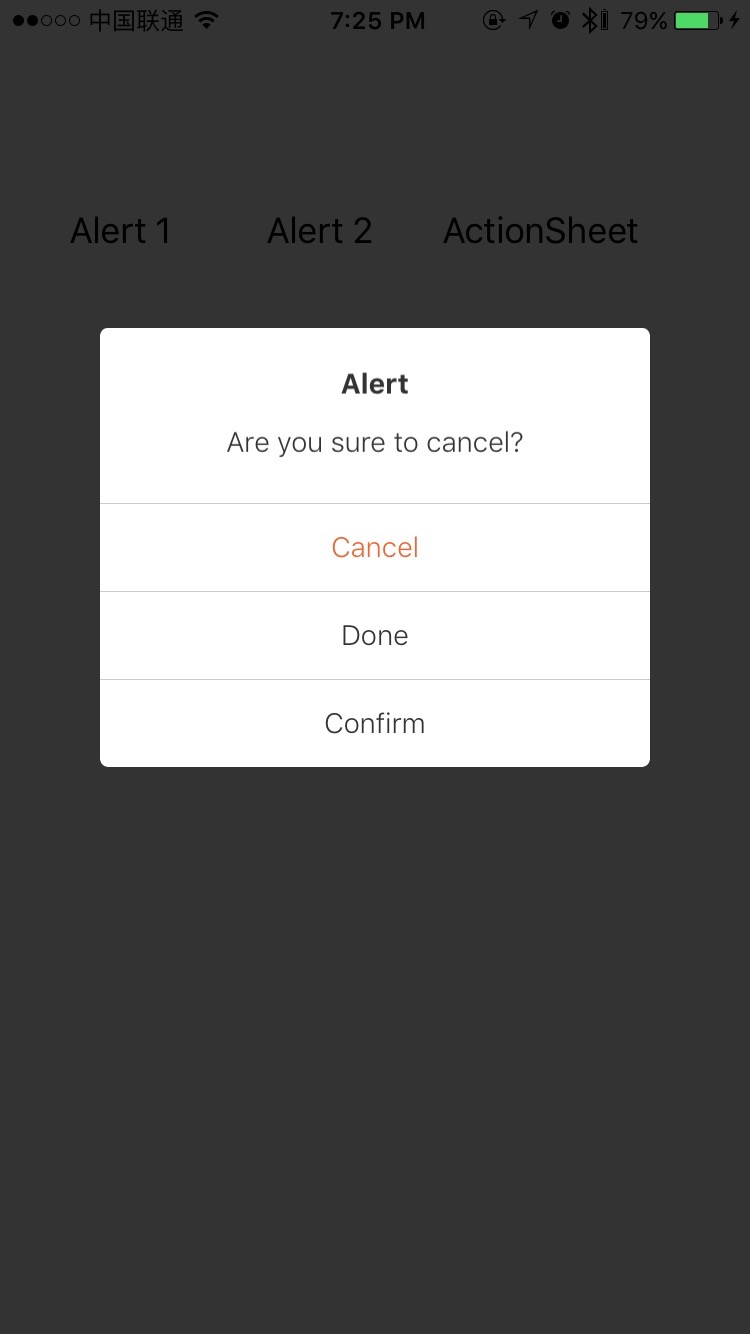 中国联通 7:25 PM 79%
Alert 1 Alert 2 ActionSheet
Alert
Are you sure to cancel?
Cancel
Done
Confirm